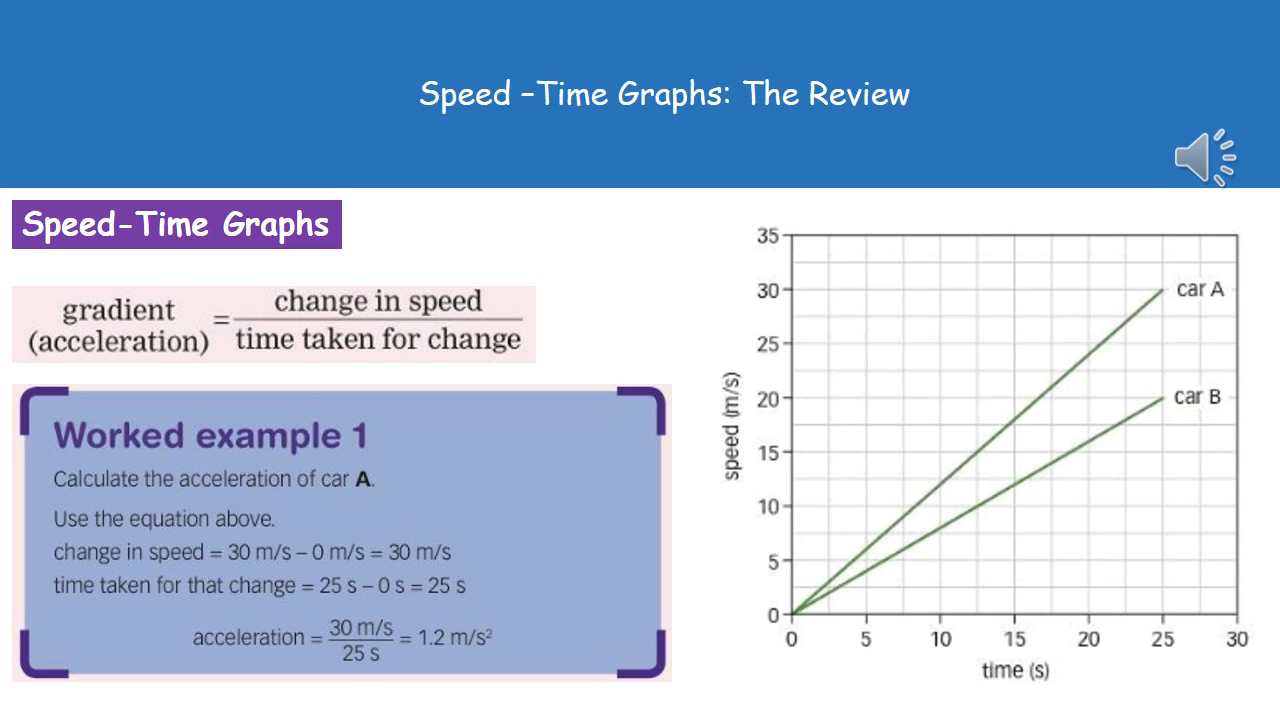 Speed –Time Graphs: The Review
Speed-Time Graphs
gradient (acceleration) = change in speed / time taken for change
Worked example 1
Calculate the acceleration of car A.
Use the equation above.
change in speed = 30 m/s – 0 m/s = 30 m/s
time taken for that change = 25 s – 0 s = 25 s
acceleration = 30 m/s / 25 s = 1.2 m/s²
35
30
25
20
15
10
5
0
speed (m/s)
car A
car B
0 5 10 15 20 25 30
time (s)